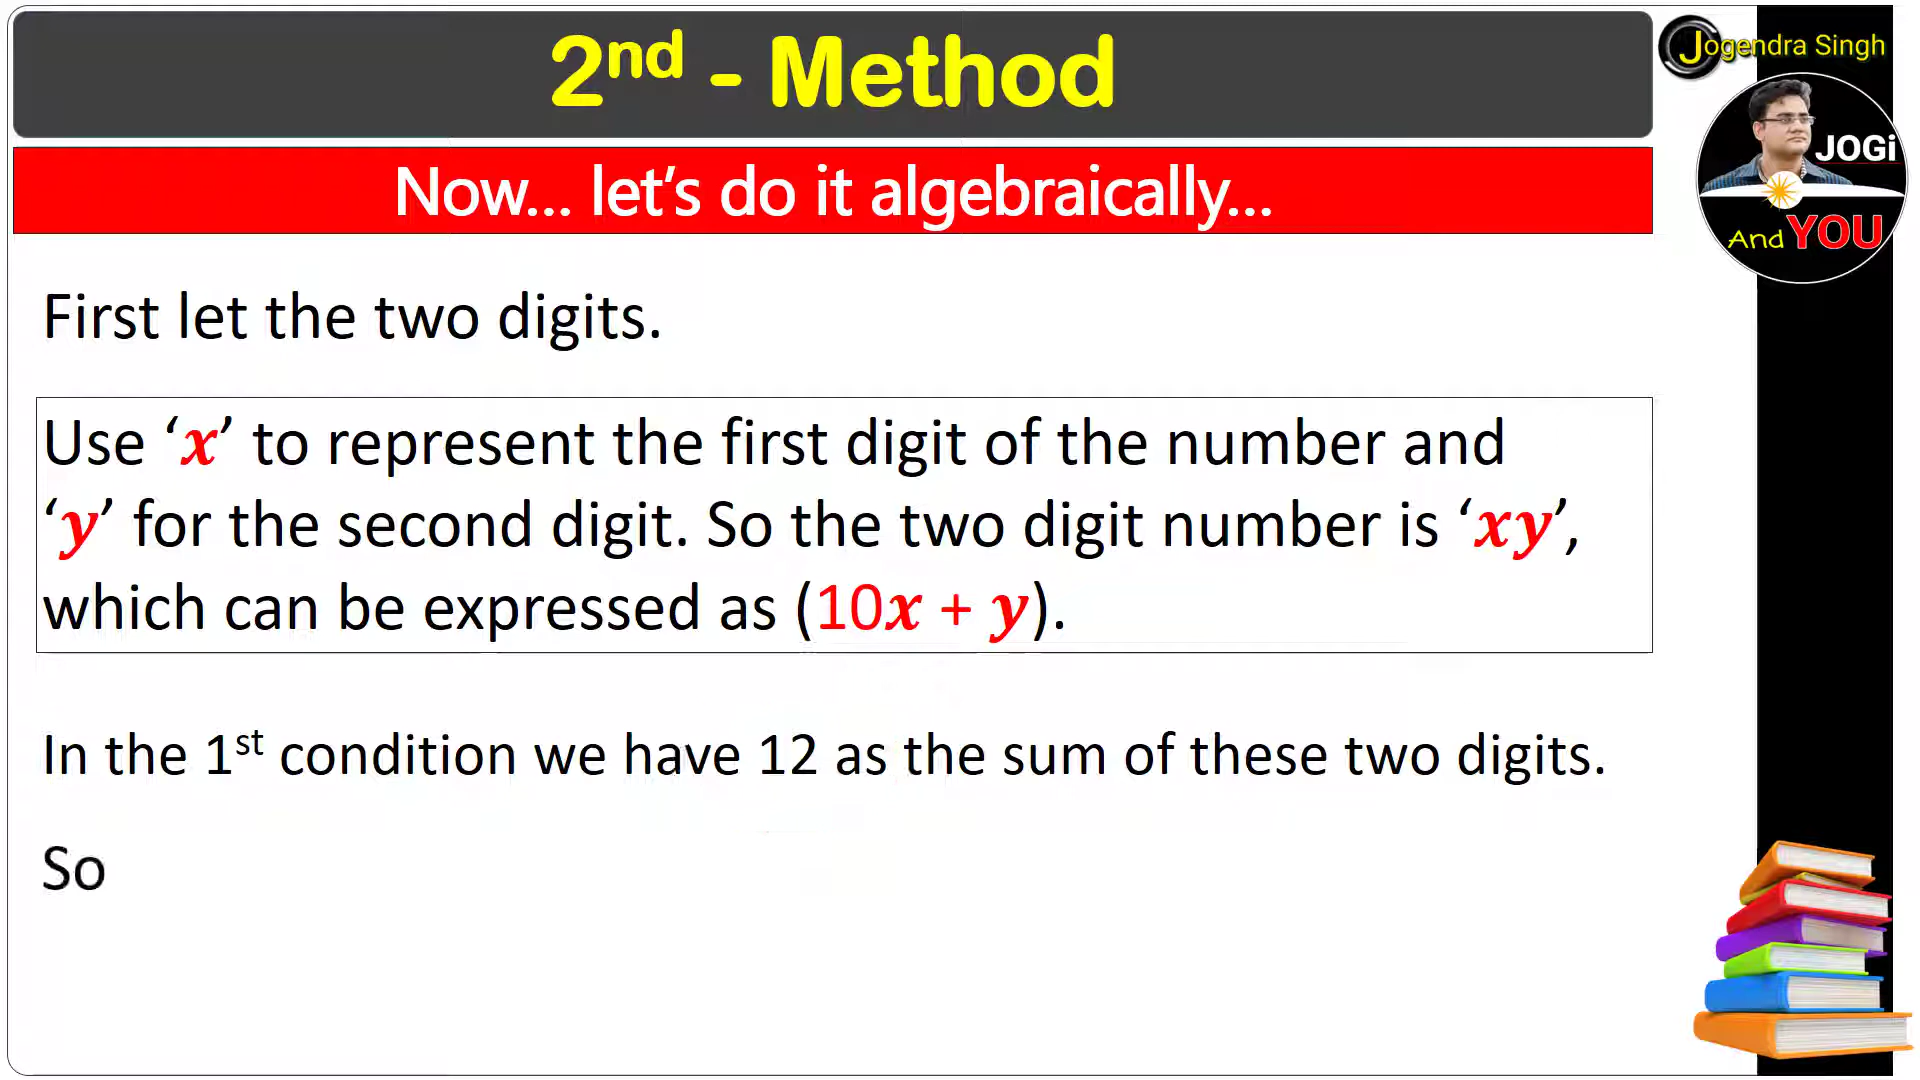 2nd - Method
Jogendra Singh
JOGi
And YOU
Now... let's do it algebraically...
First let the two digits.
Use ‘x’ to represent the first digit of the number and
‘y’ for the second digit. So the two digit number is ‘xy’,
which can be expressed as (10x + y).
In the 1st condition we have 12 as the sum of these two digits.
So